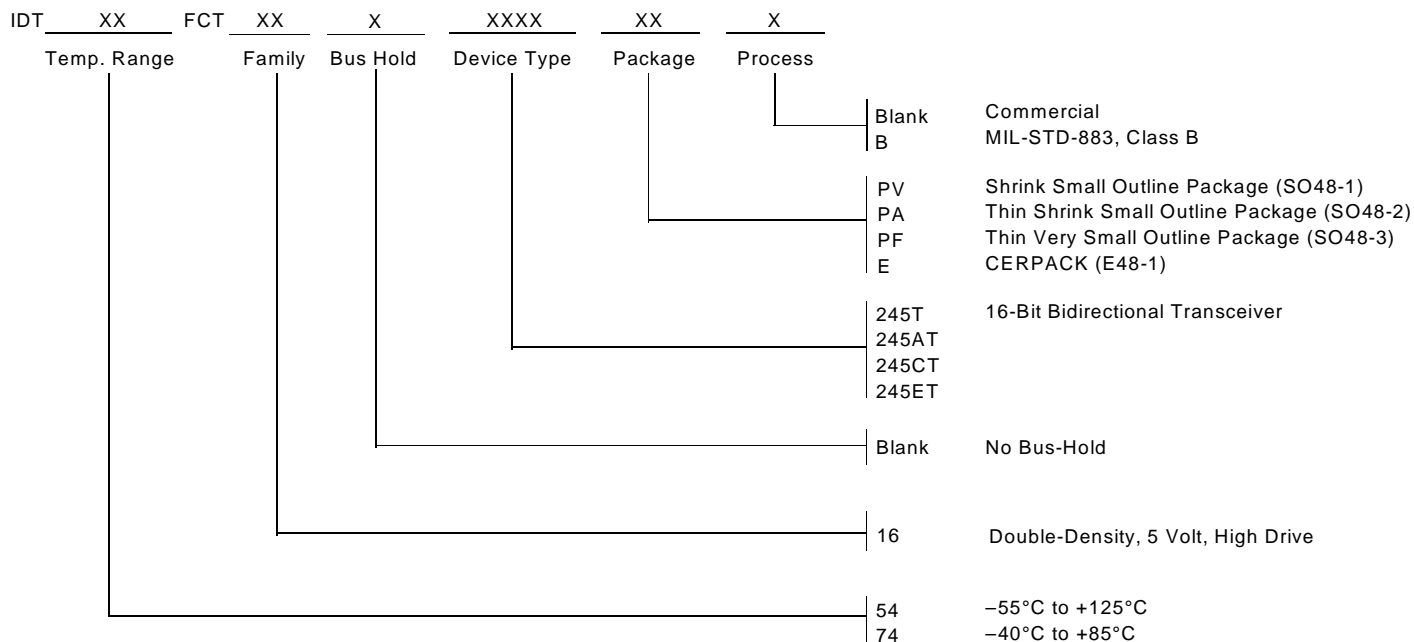 IDT XX FCT XX X XXXX XX X
Temp. Range Family Bus Hold Device Type Package Process
Blank Commercial
B MIL-STD-883, Class B
PV Shrink Small Outline Package (SO48-1)
PA Thin Shrink Small Outline Package (SO48-2)
PF Thin Very Small Outline Package (SO48-3)
E CERPACK (E48-1)
245T 16-Bit Bidirectional Transceiver
245AT
245CT
245ET
Blank No Bus-Hold
16 Double-Density, 5 Volt, High Drive
54 –55°C to +125°C
74 –40°C to +85°C